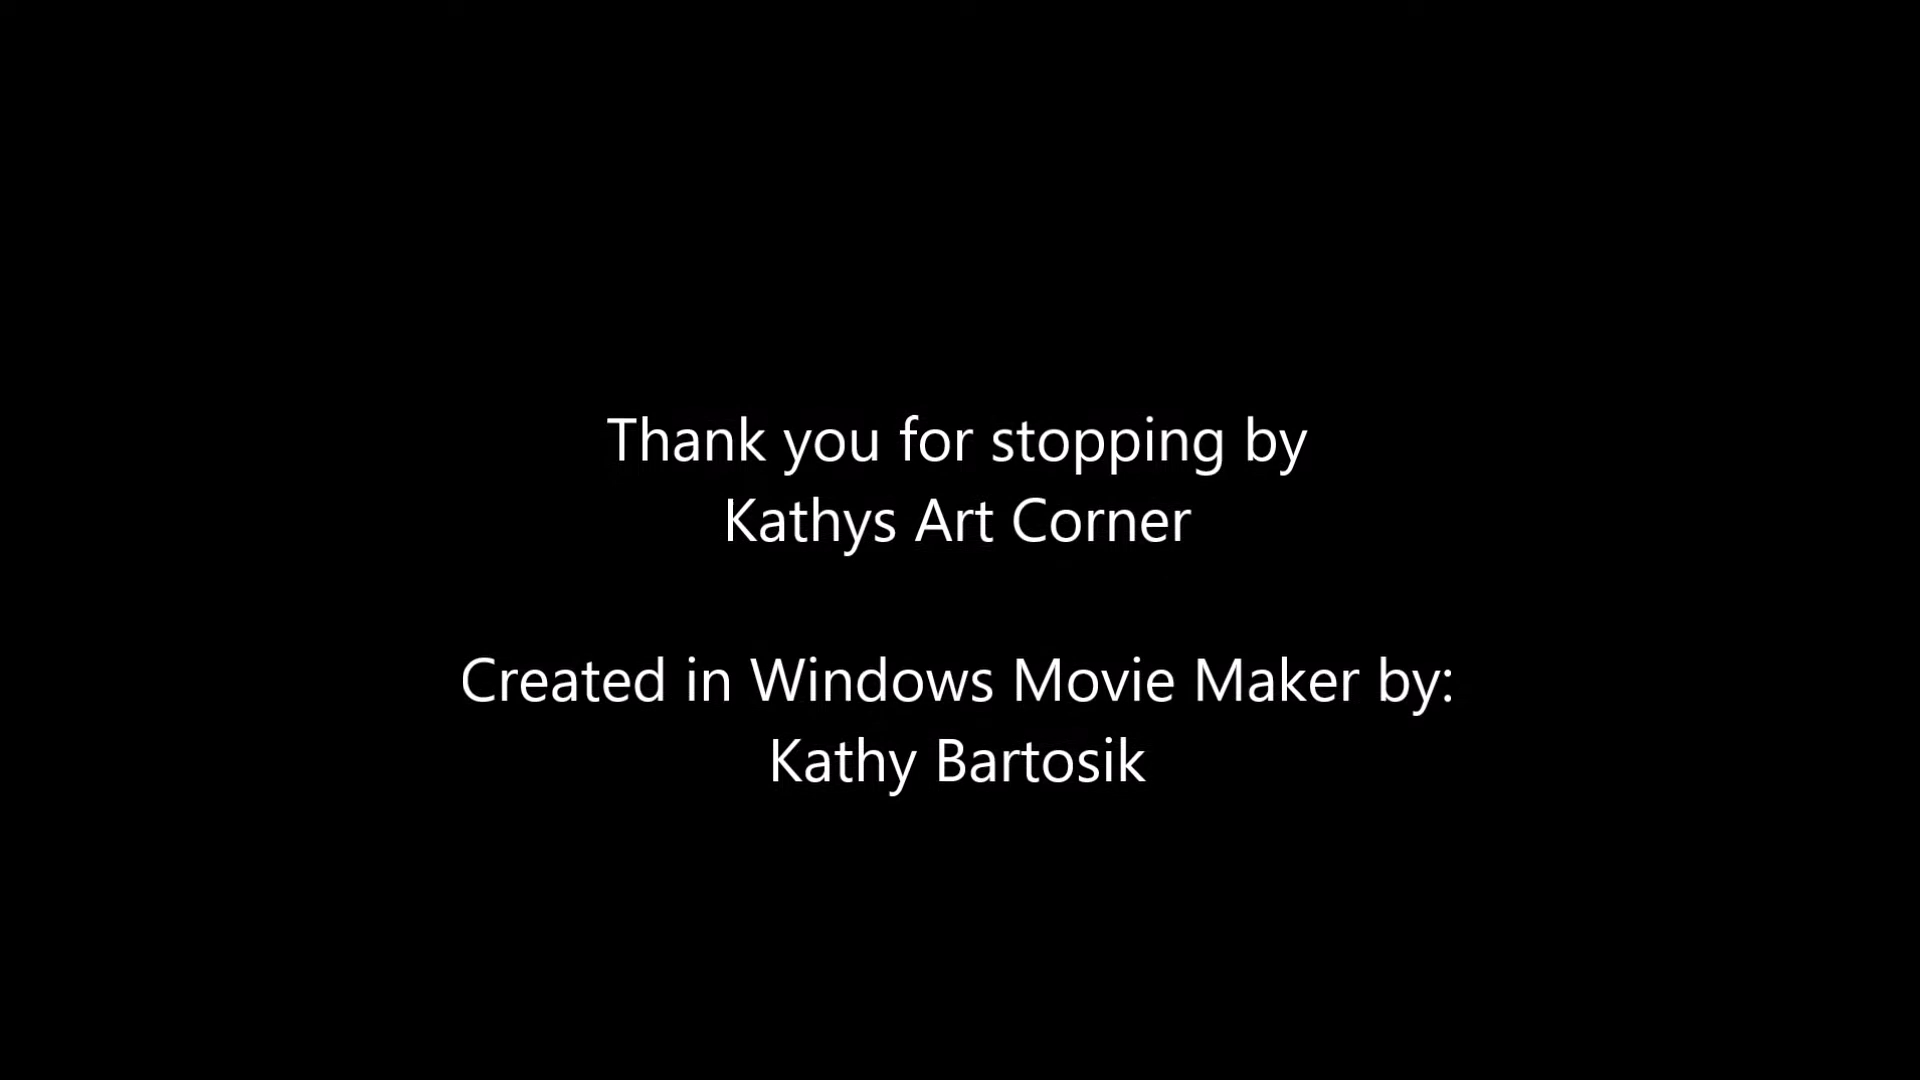 Thank you for stopping by
Kathys Art Corner
Created in Windows Movie Maker by:
Kathy Bartosik